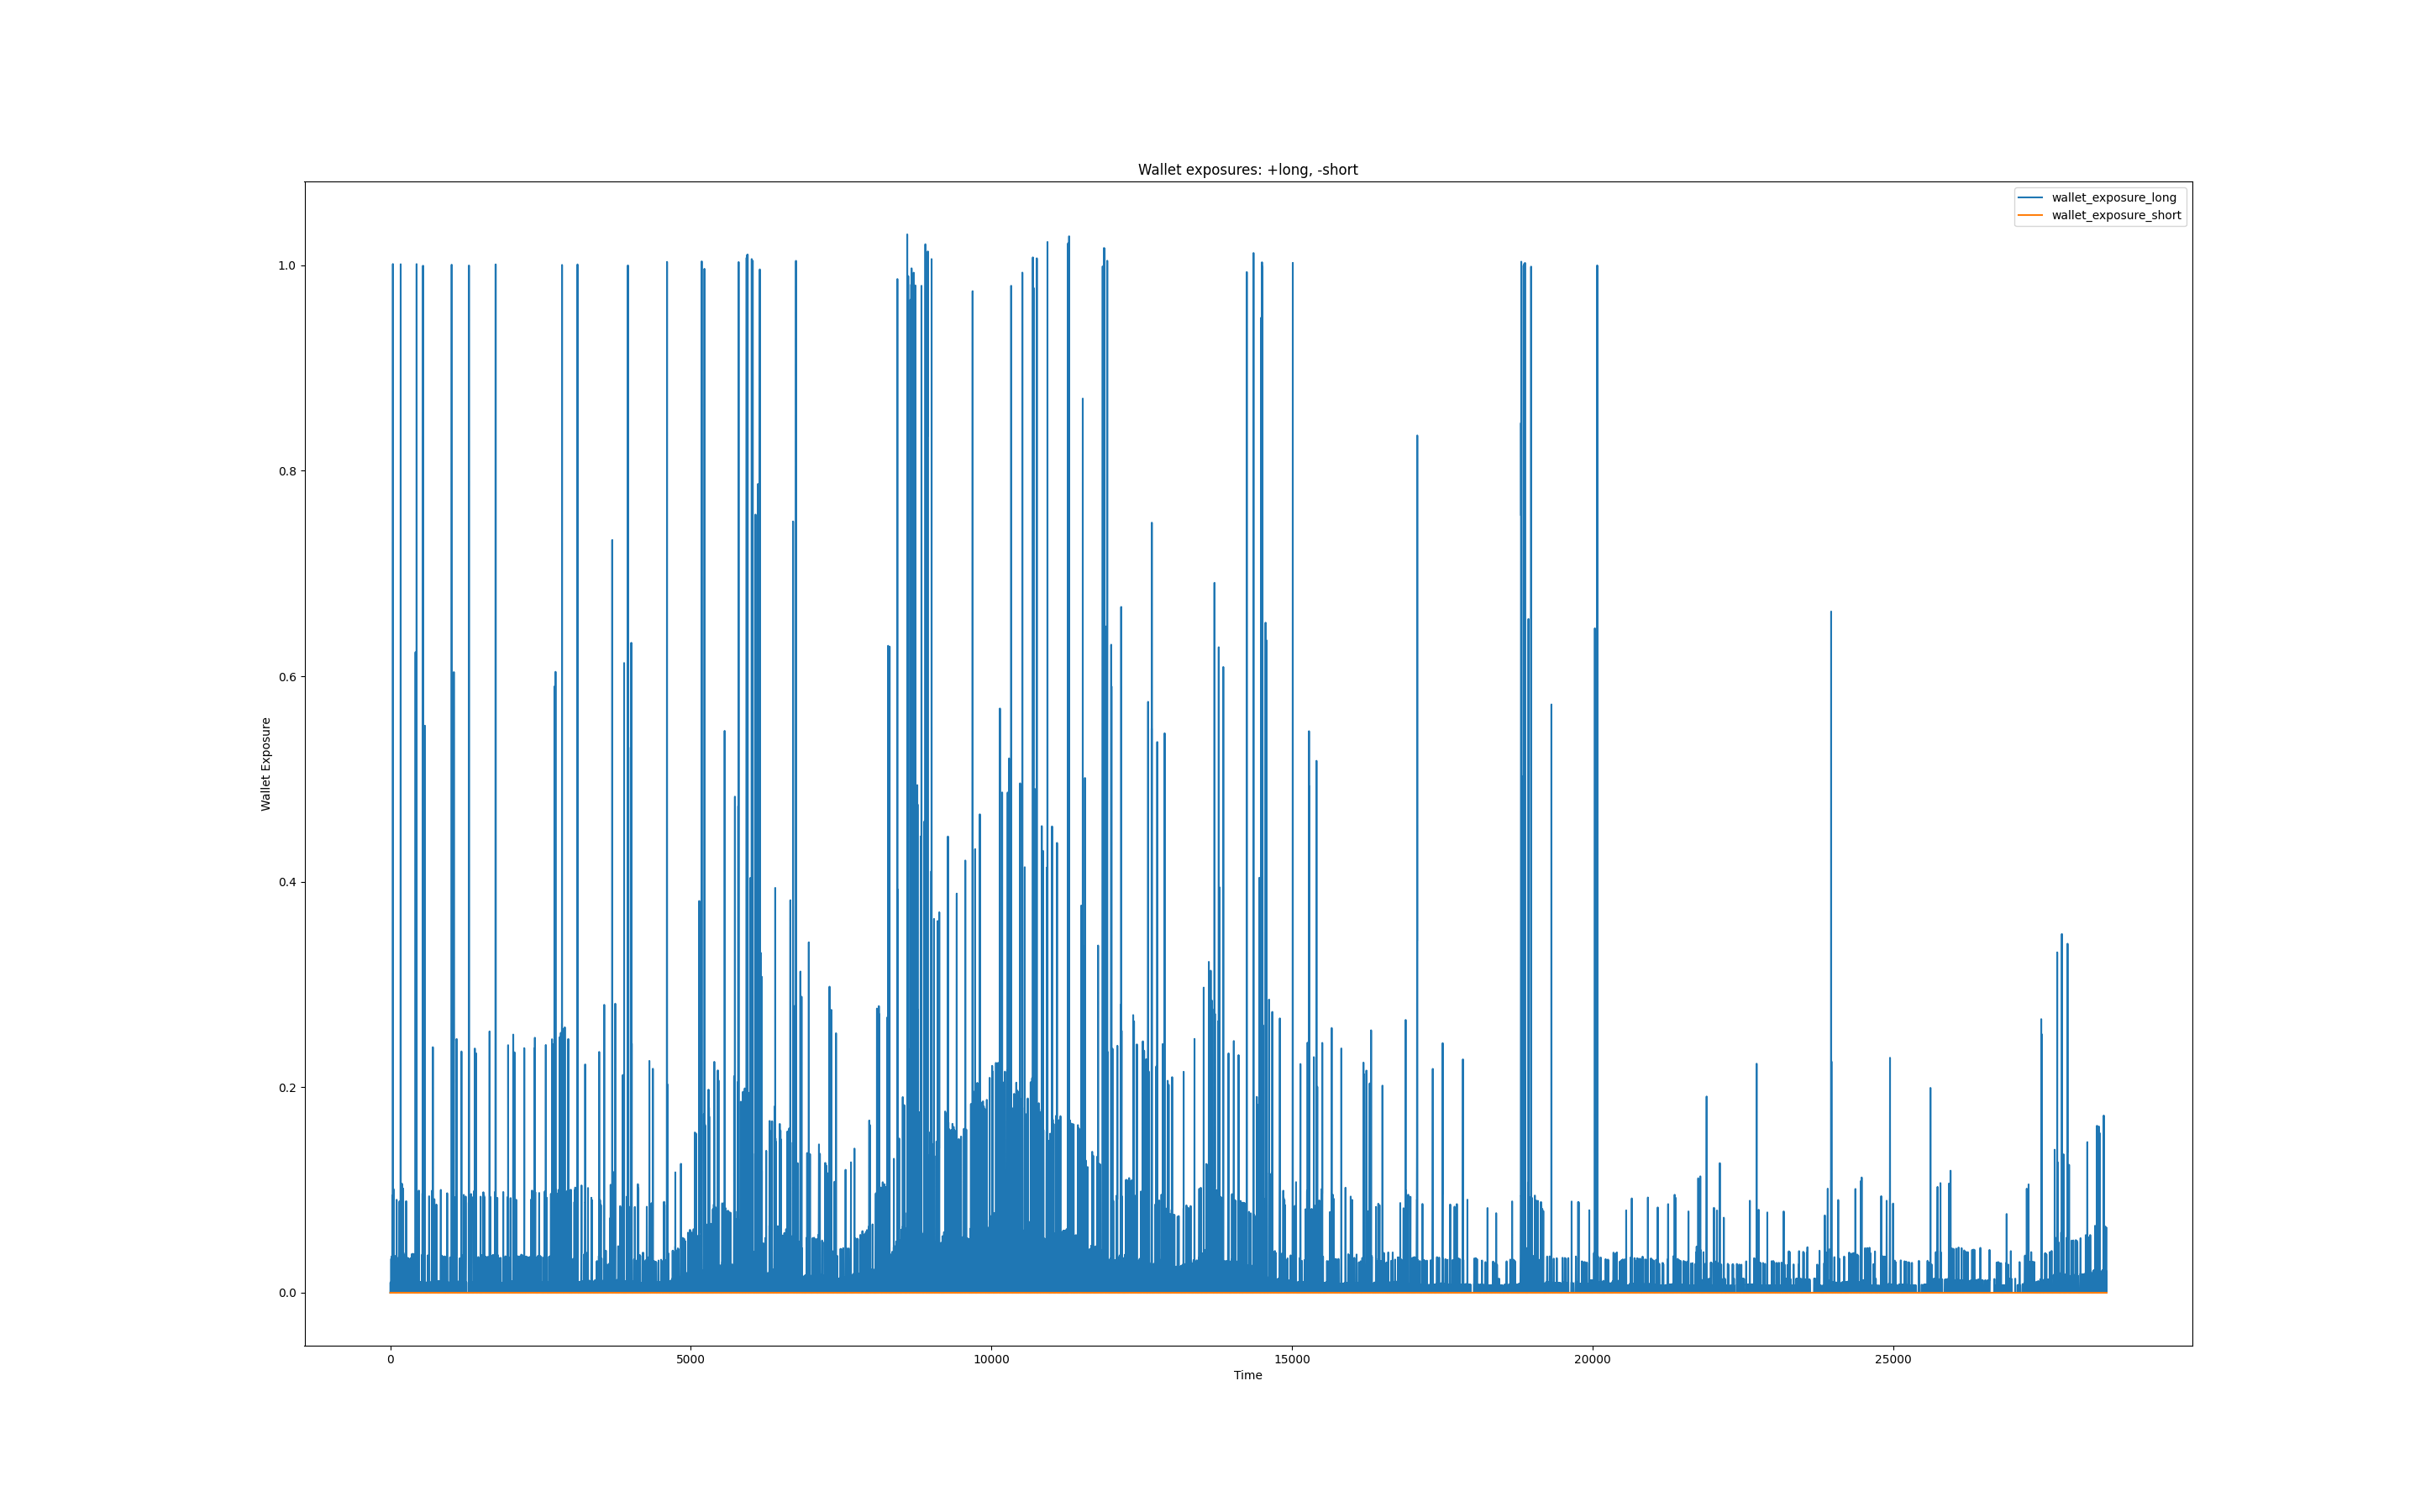 Wallet exposures: +long, -short
wallet_exposure_long
wallet_exposure_short
1.0
0.8
0.6
0.4
0.2
0.0
Wallet Exposure
0 5000 10000 15000 20000 25000
Time